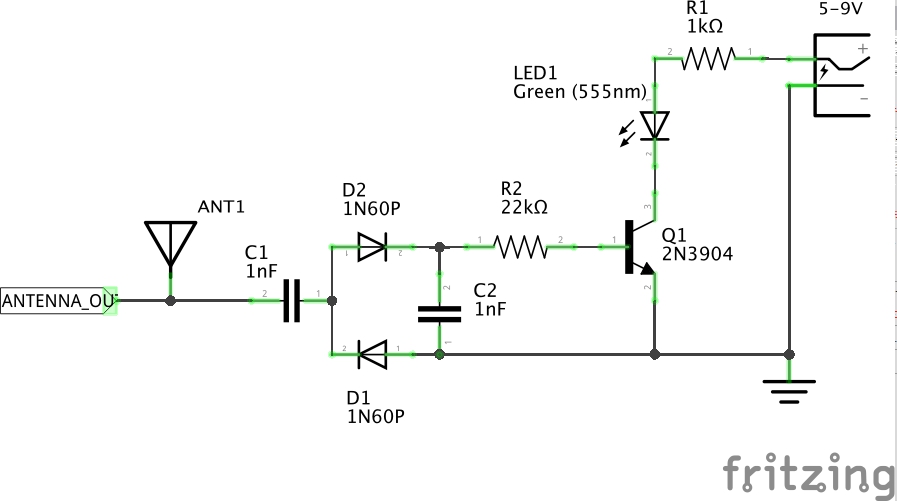 R1
1kΩ
5-9V
+
2
1
LED1
Green (555nm)
1
−
2
D2
1N60P
R2
22kΩ
3
ANT1
Q1
2N3904
C1
1nF
1
2
1
2
1
ANTENNA_OU
2
1
C2
1nF
2
2
1
2
1
D1
1N60P
fritzing